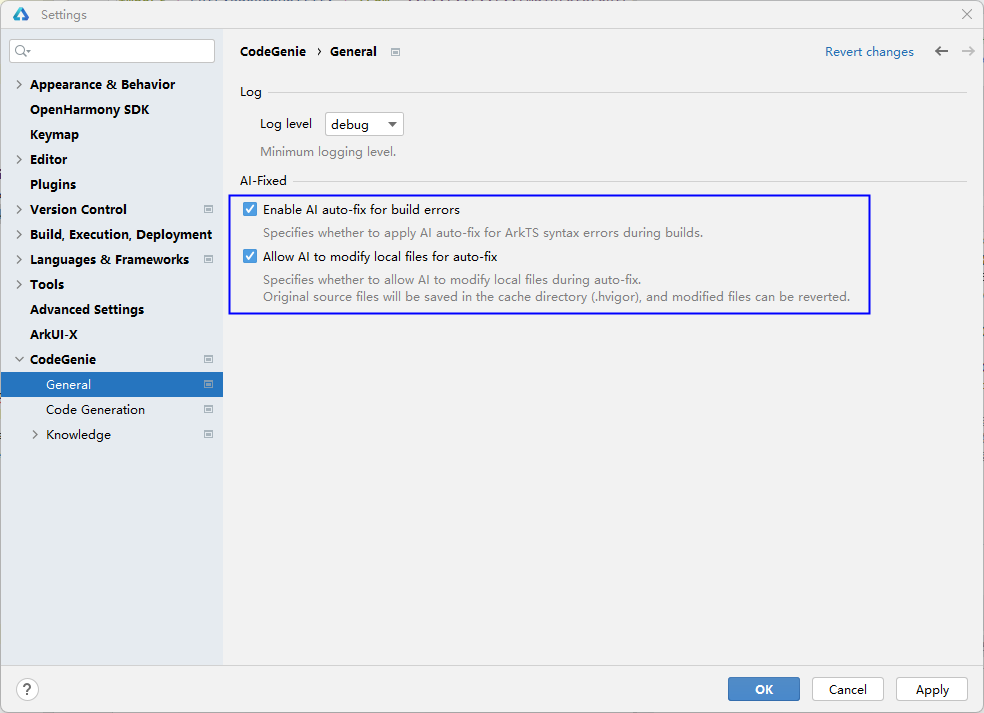 Settings
CodeGenie › General
Revert changes
Appearance & Behavior
OpenHarmony SDK
Keymap
Editor
Plugins
Version Control
Build, Execution, Deployment
Languages & Frameworks
Tools
Advanced Settings
ArkUI-X
CodeGenie
General
Code Generation
Knowledge
Log
Log level debug
Minimum logging level.
AI-Fixed
Enable AI auto-fix for build errors
Specifies whether to apply AI auto-fix for ArkTS syntax errors during builds.
Allow AI to modify local files for auto-fix
Specifies whether to allow AI to modify local files during auto-fix.
Original source files will be saved in the cache directory (.hvigor), and modified files can be reverted.
?
OK
Cancel
Apply